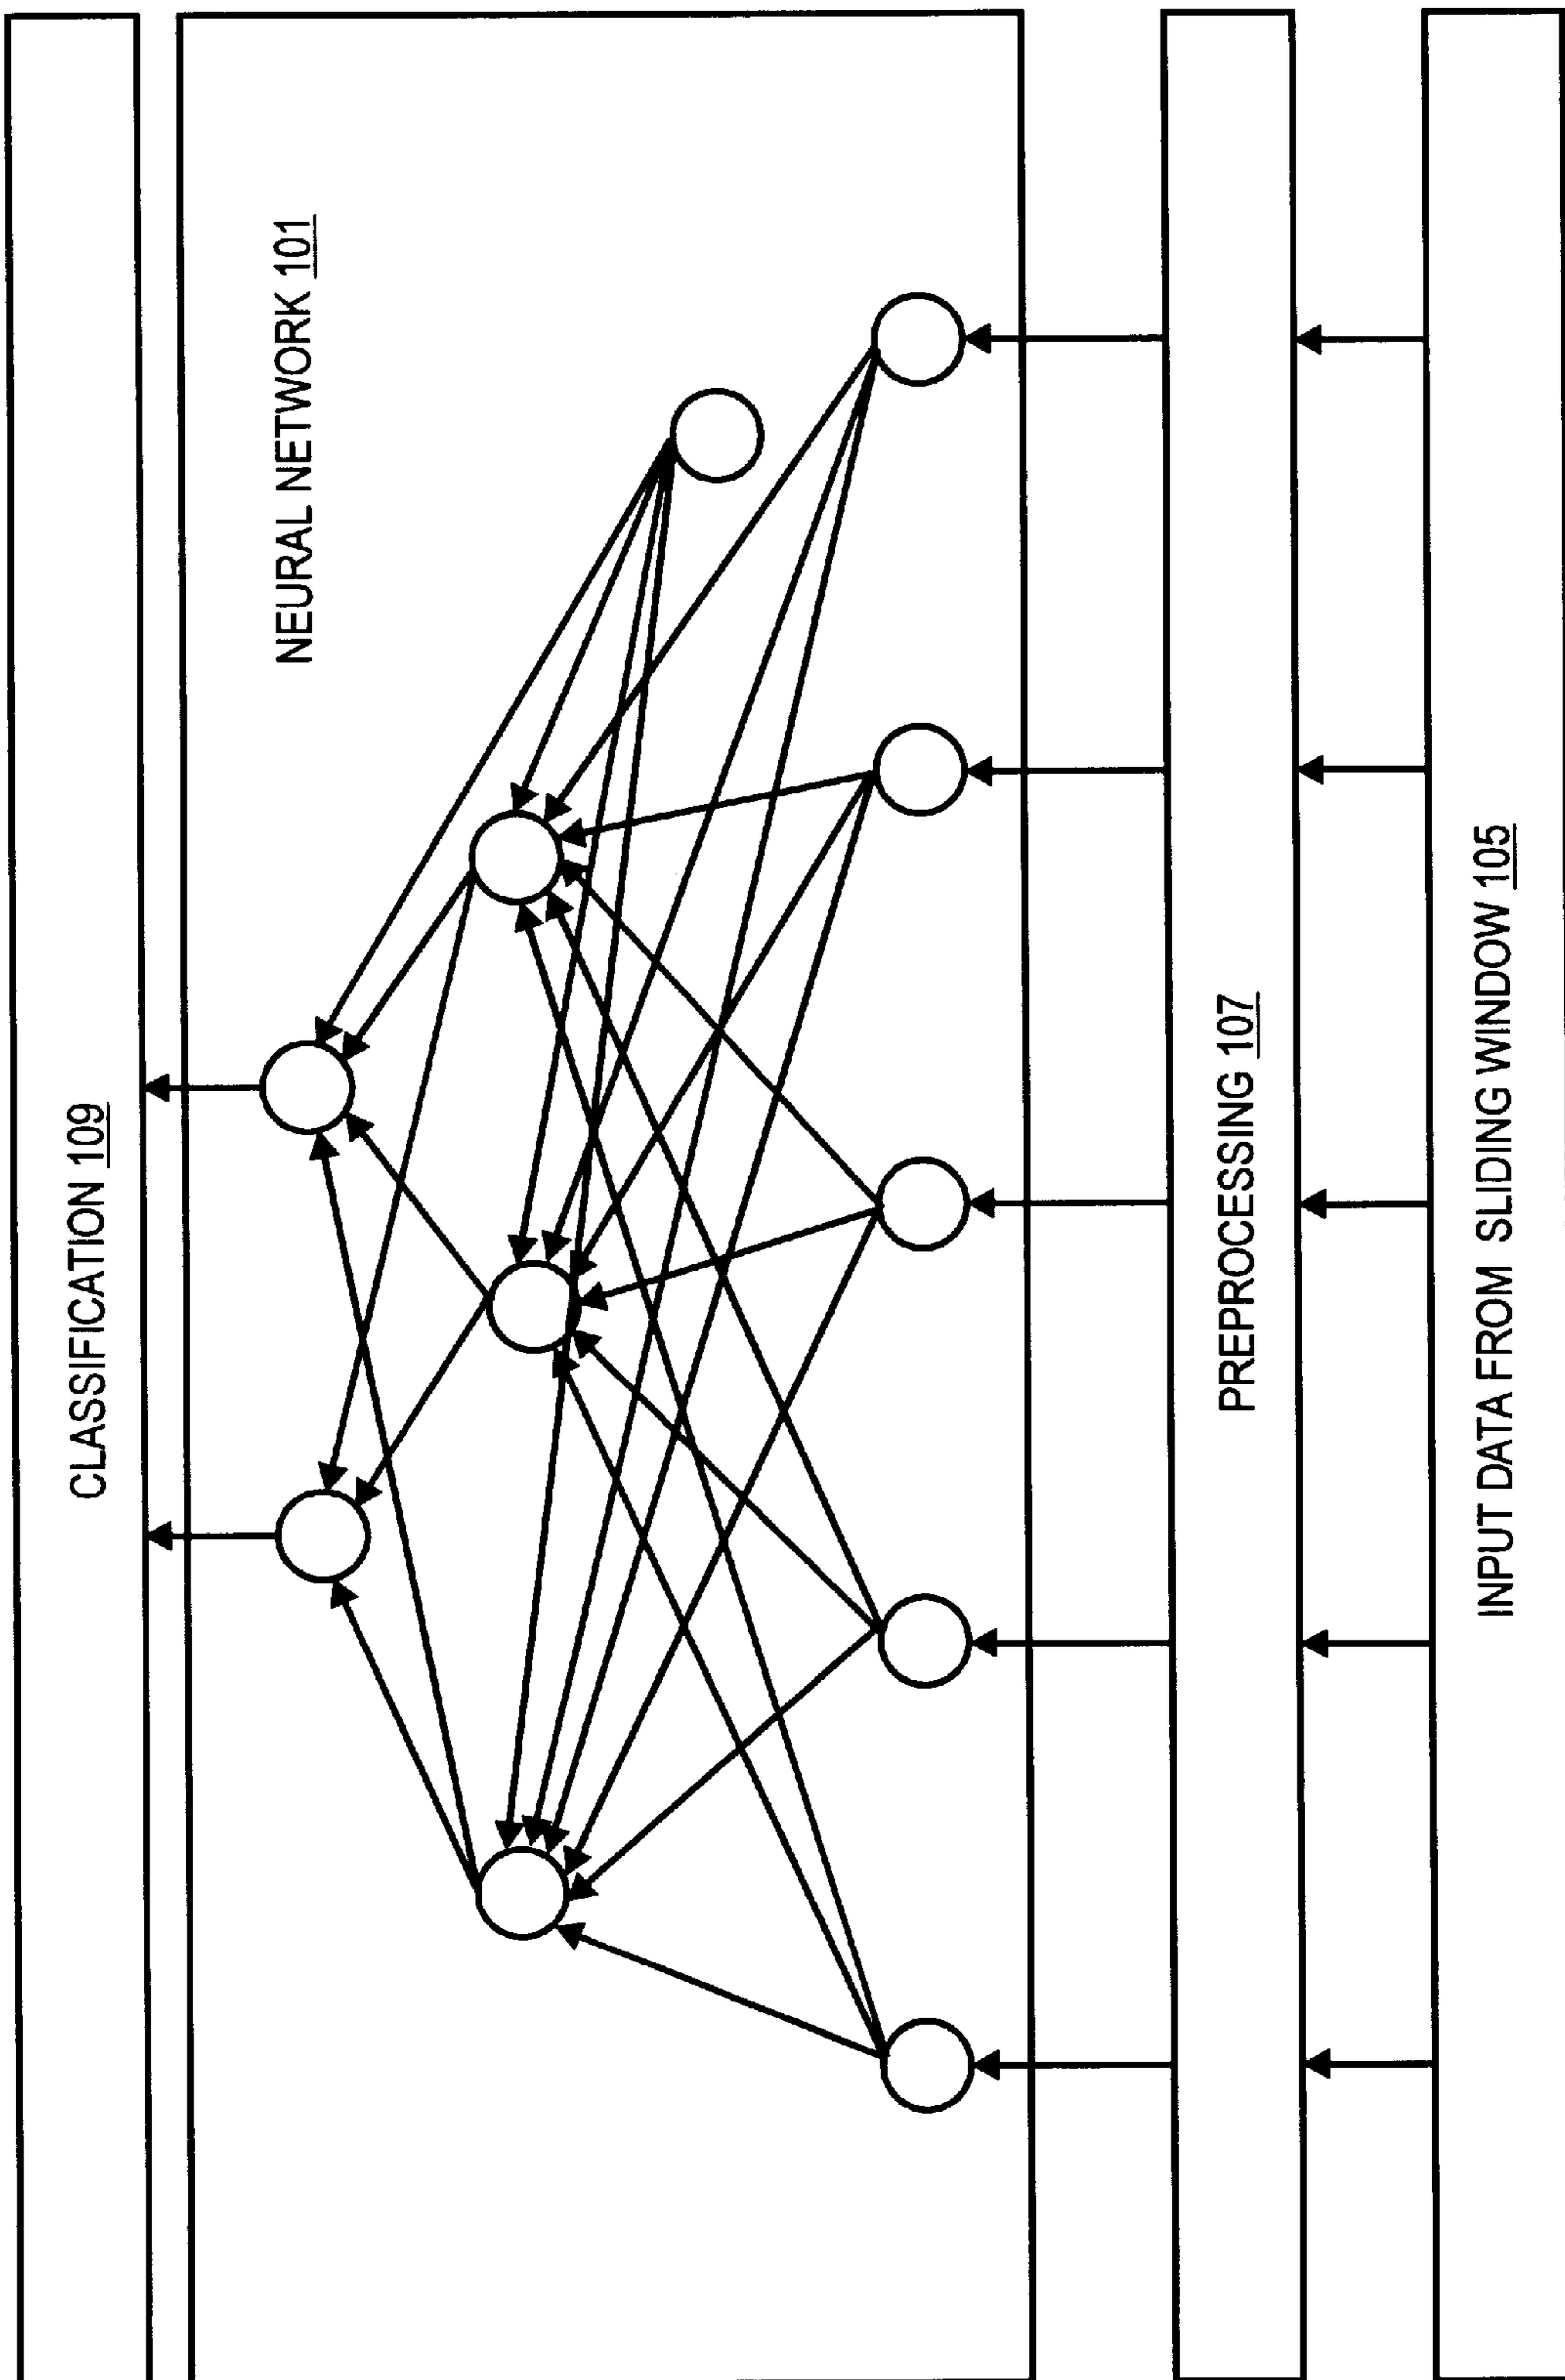 CLASSIFICATION 109
NEURAL NETWORK 101
PREPROCESSING 107
INPUT DATA FROM SLIDING WINDOW 105